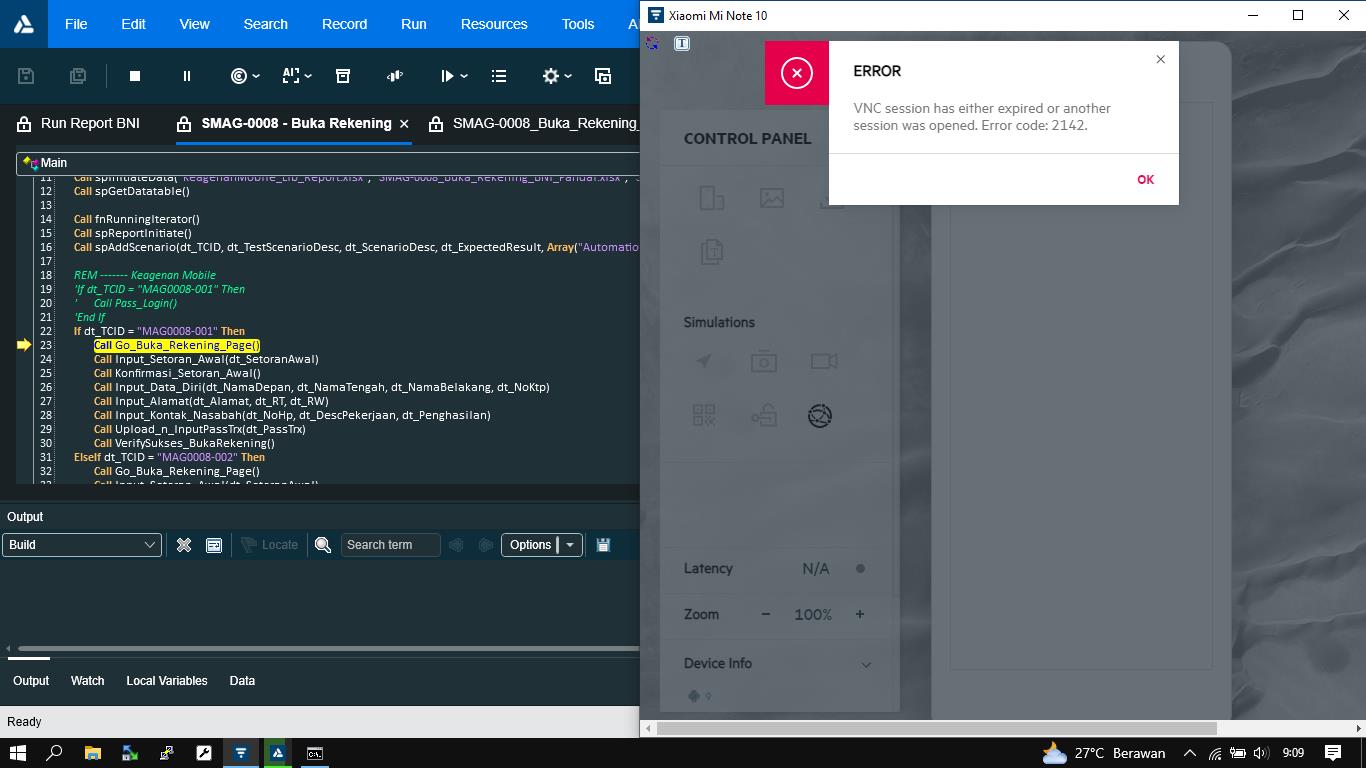 File Edit View Search Record Run Resources Tools
Run Report BNI
SMAG-0008 - Buka Rekening
SMAG-0008_Buka_Rekening_
Main
11 Call spInitiateData("KeagenanMobile_Lib_Report.xlsx", "SMAG-0008_Buka_Rekening_BNI_Pandai.xlsx",
12 Call spGetDatatable()
13
14 Call fnRunningIterator()
15 Call spReportInitiate()
16 Call spAddScenario(dt_TCID, dt_TestScenarioDesc, dt_ScenarioDesc, dt_ExpectedResult, Array("Automatio
17
18 REM ------- Keagenan Mobile
19 'If dt_TCID = "MAG0008-001" Then
20 ' Call Pass_Login()
21 'End If
22 If dt_TCID = "MAG0008-001" Then
23 Call Go_Buka_Rekening_Page()
24 Call Input_Setoran_Awal(dt_SetoranAwal)
25 Call Konfirmasi_Setoran_Awal()
26 Call Input_Data_Diri(dt_NamaDepan, dt_NamaTengah, dt_NamaBelakang, dt_NoKtp)
27 Call Input_Alamat(dt_Alamat, dt_RT, dt_RW)
28 Call Input_Kontak_Nasabah(dt_NoHp, dt_DescPekerjaan, dt_Penghasilan)
29 Call Upload_n_InputPassTrx(dt_PassTrx)
30 Call VerifySukses_BukaRekening()
31 ElseIf dt_TCID = "MAG0008-002" Then
32 Call Go_Buka_Rekening_Page()
33 Call Input_Setoran_Awal(dt_SetoranAwal)
Output
Build
Locate
Search term
Options
Output Watch Local Variables Data
Ready
Xiaomi Mi Note 10
ERROR
VNC session has either expired or another
session was opened. Error code: 2142.
OK
CONTROL PANEL
Simulations
Latency N/A
Zoom - 100% +
Device Info
9
27°C Berawan
9:09